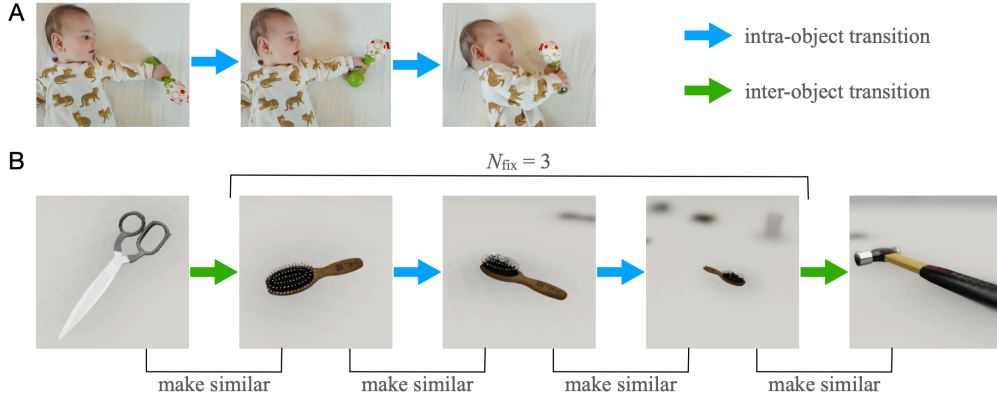 A
intra-object transition
inter-object transition
B
N_fix = 3
make similar
make similar
make similar
make similar